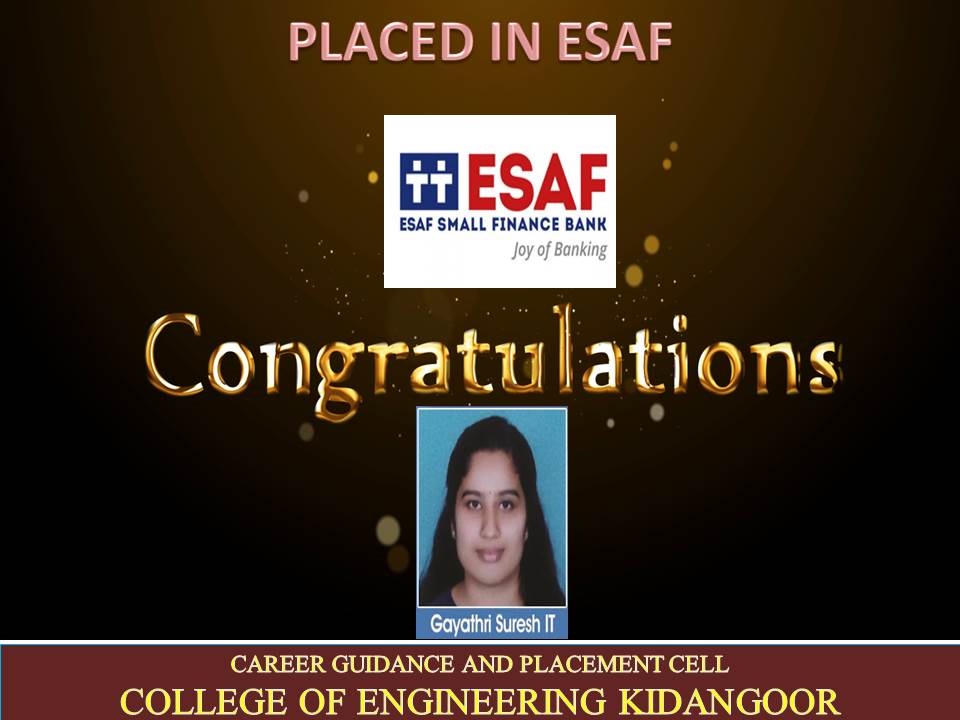 PLACED IN ESAF
ESAF
ESAF SMALL FINANCE BANK
Joy of Banking
Congratulations
Gayathri Suresh IT
CAREER GUIDANCE AND PLACEMENT CELL
COLLEGE OF ENGINEERING KIDANGOOR